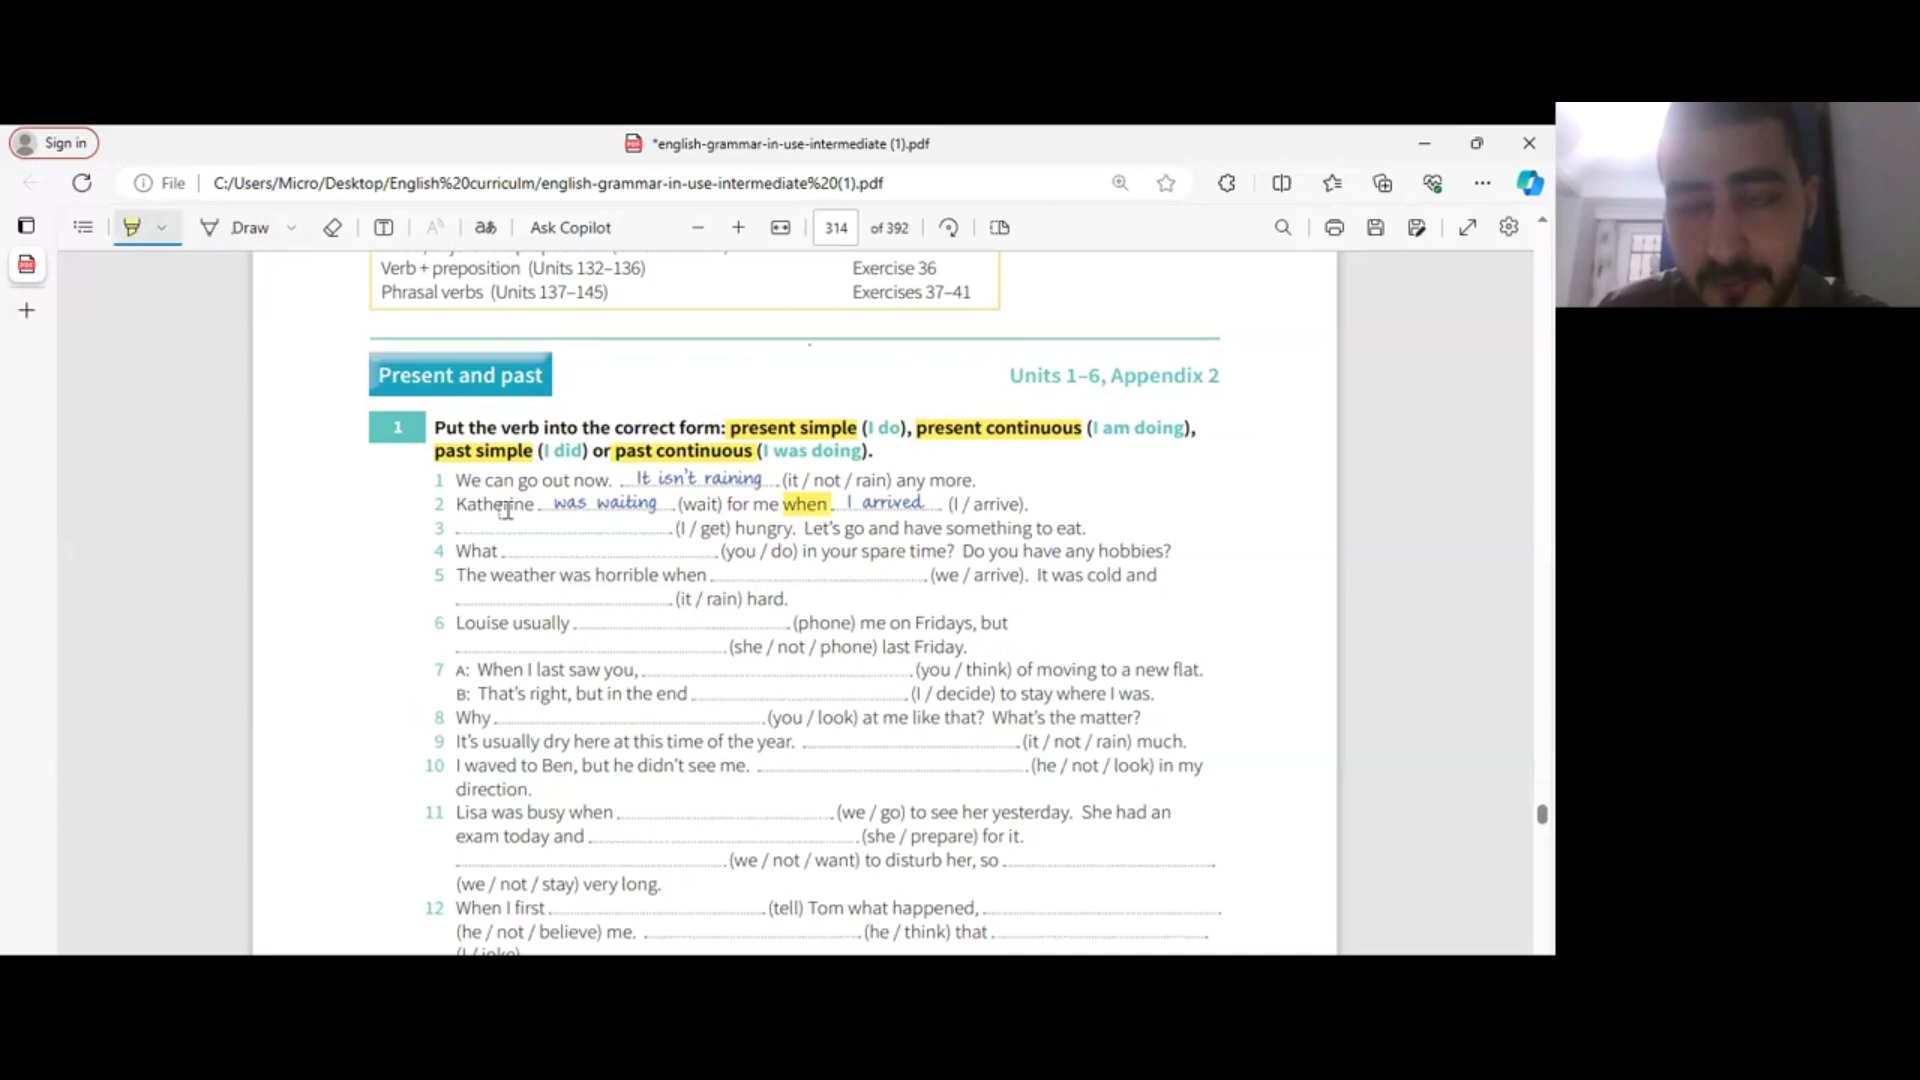 Sign in
*english-grammar-in-use-intermediate (1).pdf
File
C:/Users/Micro/Desktop/English%20curriculm/english-grammar-in-use-intermediate%20(1).pdf
Draw
aあ
Ask Copilot
314 of 392
Verb + preposition (Units 132–136) Exercise 36
Phrasal verbs (Units 137–145) Exercises 37–41
Present and past Units 1–6, Appendix 2
1 Put the verb into the correct form: present simple (I do), present continuous (I am doing),
past simple (I did) or past continuous (I was doing).
1 We can go out now. It isn't raining (it / not / rain) any more.
2 Katherine was waiting (wait) for me when I arrived (I / arrive).
3 (I / get) hungry. Let's go and have something to eat.
4 What (you / do) in your spare time? Do you have any hobbies?
5 The weather was horrible when (we / arrive). It was cold and
(it / rain) hard.
6 Louise usually (phone) me on Fridays, but
(she / not / phone) last Friday.
7 A: When I last saw you, (you / think) of moving to a new flat.
B: That's right, but in the end (I / decide) to stay where I was.
8 Why (you / look) at me like that? What's the matter?
9 It's usually dry here at this time of the year. (it / not / rain) much.
10 I waved to Ben, but he didn't see me. (he / not / look) in my
direction.
11 Lisa was busy when (we / go) to see her yesterday. She had an
exam today and (she / prepare) for it.
(we / not / want) to disturb her, so
(we / not / stay) very long.
12 When I first (tell) Tom what happened,
(he / not / believe) me. (he / think) that